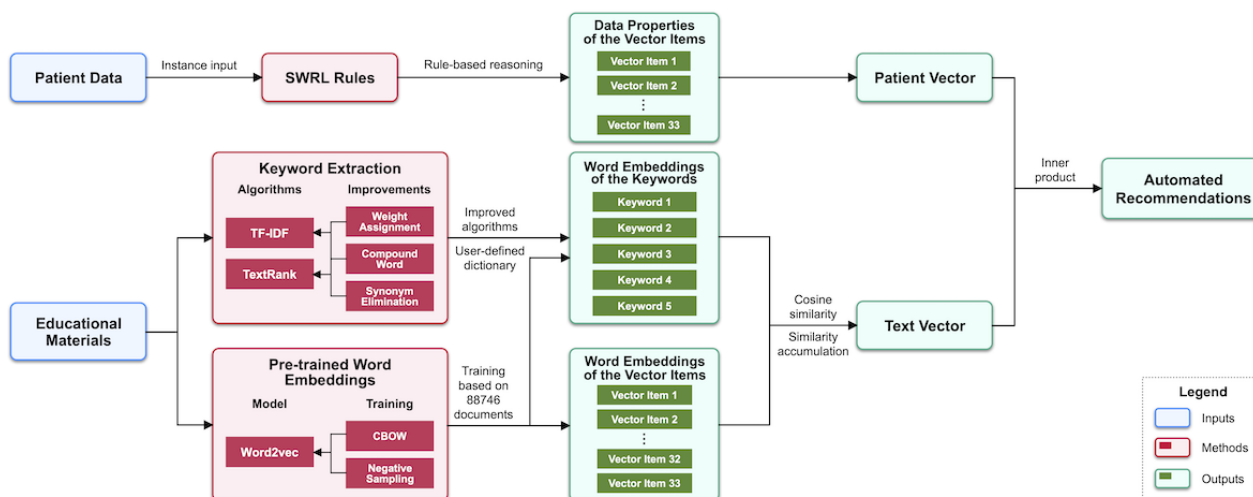 Patient Data
Instance input
SWRL Rules
Rule-based reasoning
Data Properties
of the Vector Items
Vector Item 1
Vector Item 2
⋮
Vector Item 33
Patient Vector
Keyword Extraction
Algorithms
Improvements
TF-IDF
TextRank
Weight
Assignment
Compound
Word
Synonym
Elimination
Improved
algorithms
User-defined
dictionary
Word Embeddings
of the Keywords
Keyword 1
Keyword 2
Keyword 3
Keyword 4
Keyword 5
Inner
product
Automated
Recommendations
Educational
Materials
Cosine
similarity
Similarity
accumulation
Text Vector
Pre-trained Word
Embeddings
Model
Training
Word2vec
CBOW
Negative
Sampling
Training
based on
88746
documents
Word Embeddings
of the Vector Items
Vector Item 1
Vector Item 2
⋮
Vector Item 32
Vector Item 33
Legend
Inputs
Methods
Outputs